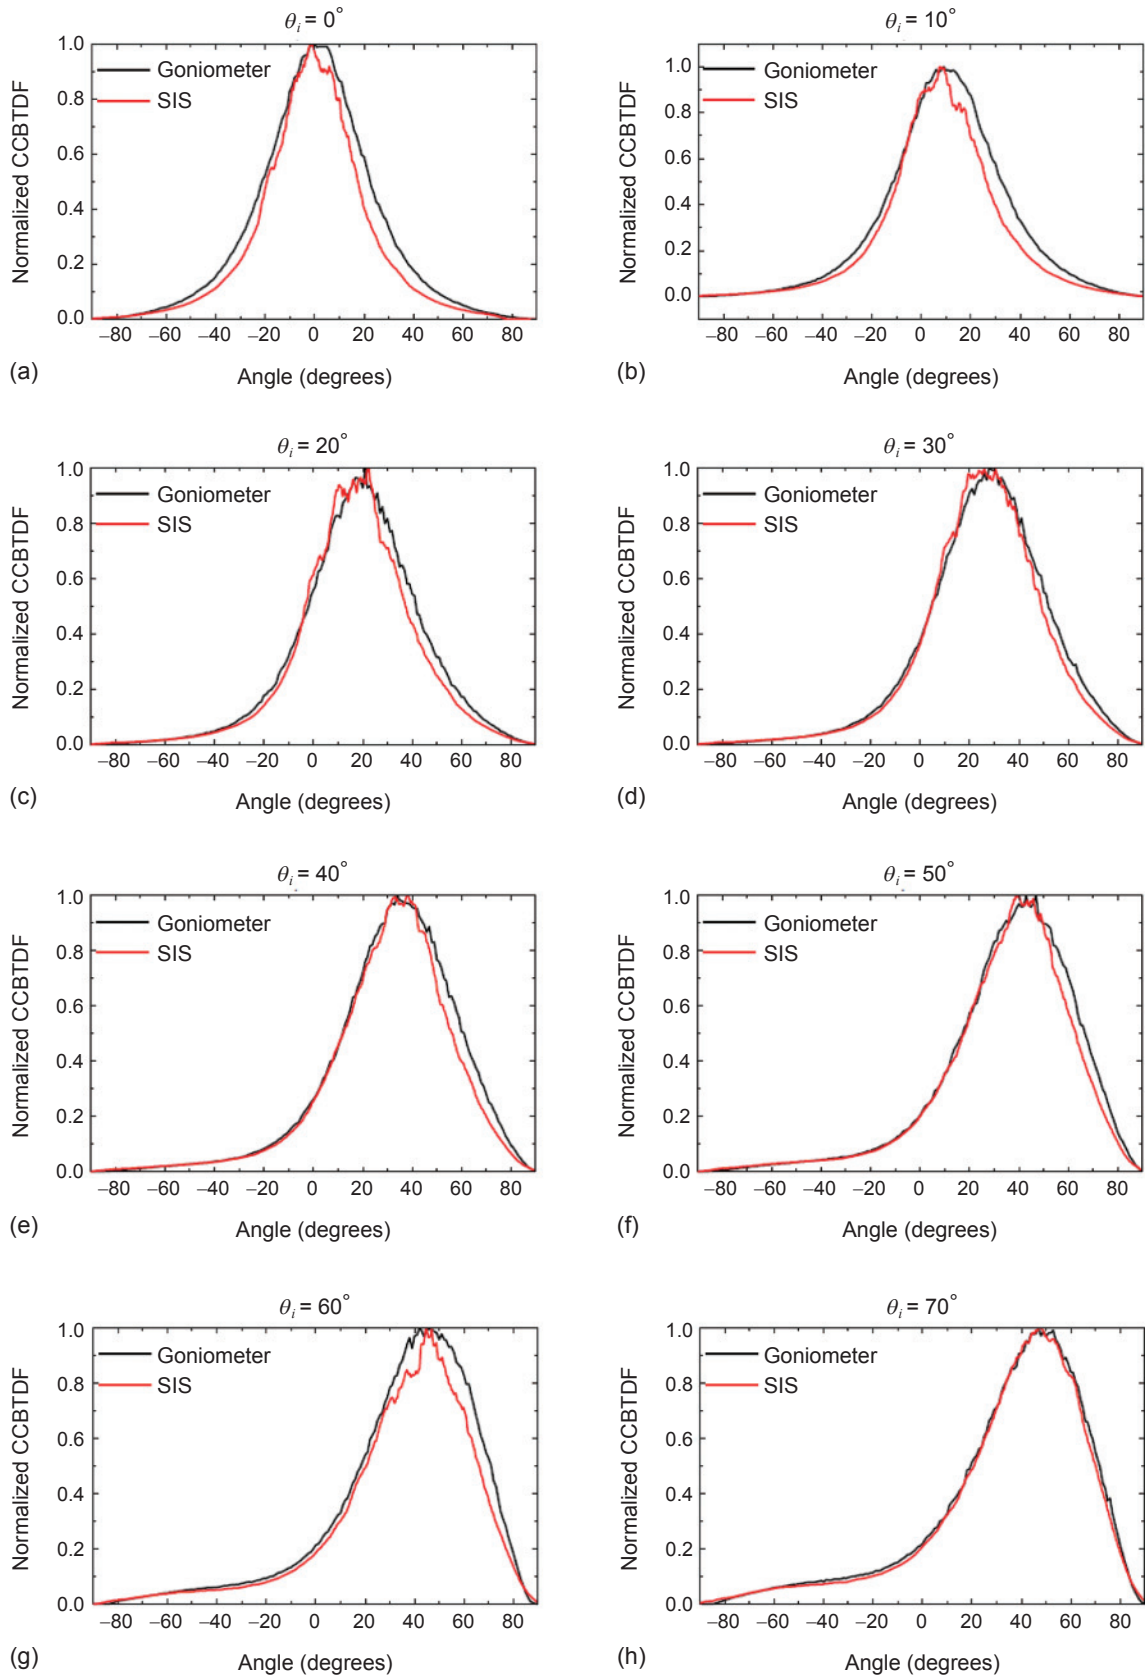 θi = 0°
θi = 10°
Normalized CCBTDF
1.0
0.8
0.6
0.4
0.2
0.0
Goniometer
SIS
−80 −60 −40 −20 0 20 40 60 80
(a)
Angle (degrees)
Normalized CCBTDF
1.0
0.8
0.6
0.4
0.2
0.0
Goniometer
SIS
−80 −60 −40 −20 0 20 40 60 80
(b)
Angle (degrees)
θi = 20°
θi = 30°
Normalized CCBTDF
1.0
0.8
0.6
0.4
0.2
0.0
Goniometer
SIS
−80 −60 −40 −20 0 20 40 60 80
(c)
Angle (degrees)
Normalized CCBTDF
1.0
0.8
0.6
0.4
0.2
0.0
Goniometer
SIS
−80 −60 −40 −20 0 20 40 60 80
(d)
Angle (degrees)
θi = 40°
θi = 50°
Normalized CCBTDF
1.0
0.8
0.6
0.4
0.2
0.0
Goniometer
SIS
−80 −60 −40 −20 0 20 40 60 80
(e)
Angle (degrees)
Normalized CCBTDF
1.0
0.8
0.6
0.4
0.2
0.0
Goniometer
SIS
−80 −60 −40 −20 0 20 40 60 80
(f)
Angle (degrees)
θi = 60°
θi = 70°
Normalized CCBTDF
1.0
0.8
0.6
0.4
0.2
0.0
Goniometer
SIS
−80 −60 −40 −20 0 20 40 60 80
(g)
Angle (degrees)
Normalized CCBTDF
1.0
0.8
0.6
0.4
0.2
0.0
Goniometer
SIS
−80 −60 −40 −20 0 20 40 60 80
(h)
Angle (degrees)